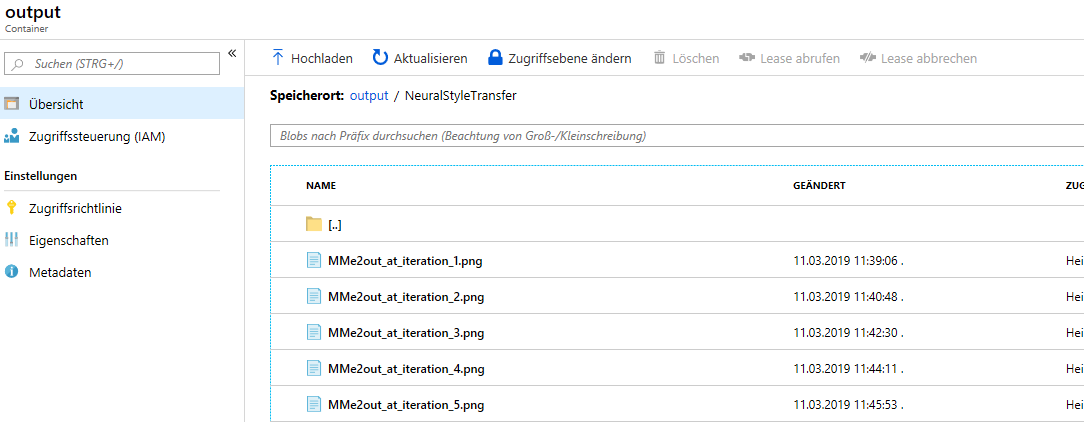 output
Container
Suchen (STRG+/)
«
Übersicht
Zugriffssteuerung (IAM)
Einstellungen
Zugriffsrichtlinie
Eigenschaften
Metadaten
Hochladen Aktualisieren Zugriffsebene ändern Löschen Lease abrufen Lease abbrechen
Speicherort: output / NeuralStyleTransfer
Blobs nach Präfix durchsuchen (Beachtung von Groß-/Kleinschreibung)
NAME GEÄNDERT ZUG
[..]
MMe2out_at_iteration_1.png 11.03.2019 11:39:06 . Hei
MMe2out_at_iteration_2.png 11.03.2019 11:40:48 . Hei
MMe2out_at_iteration_3.png 11.03.2019 11:42:30 . Hei
MMe2out_at_iteration_4.png 11.03.2019 11:44:11 . Hei
MMe2out_at_iteration_5.png 11.03.2019 11:45:53 . Hei